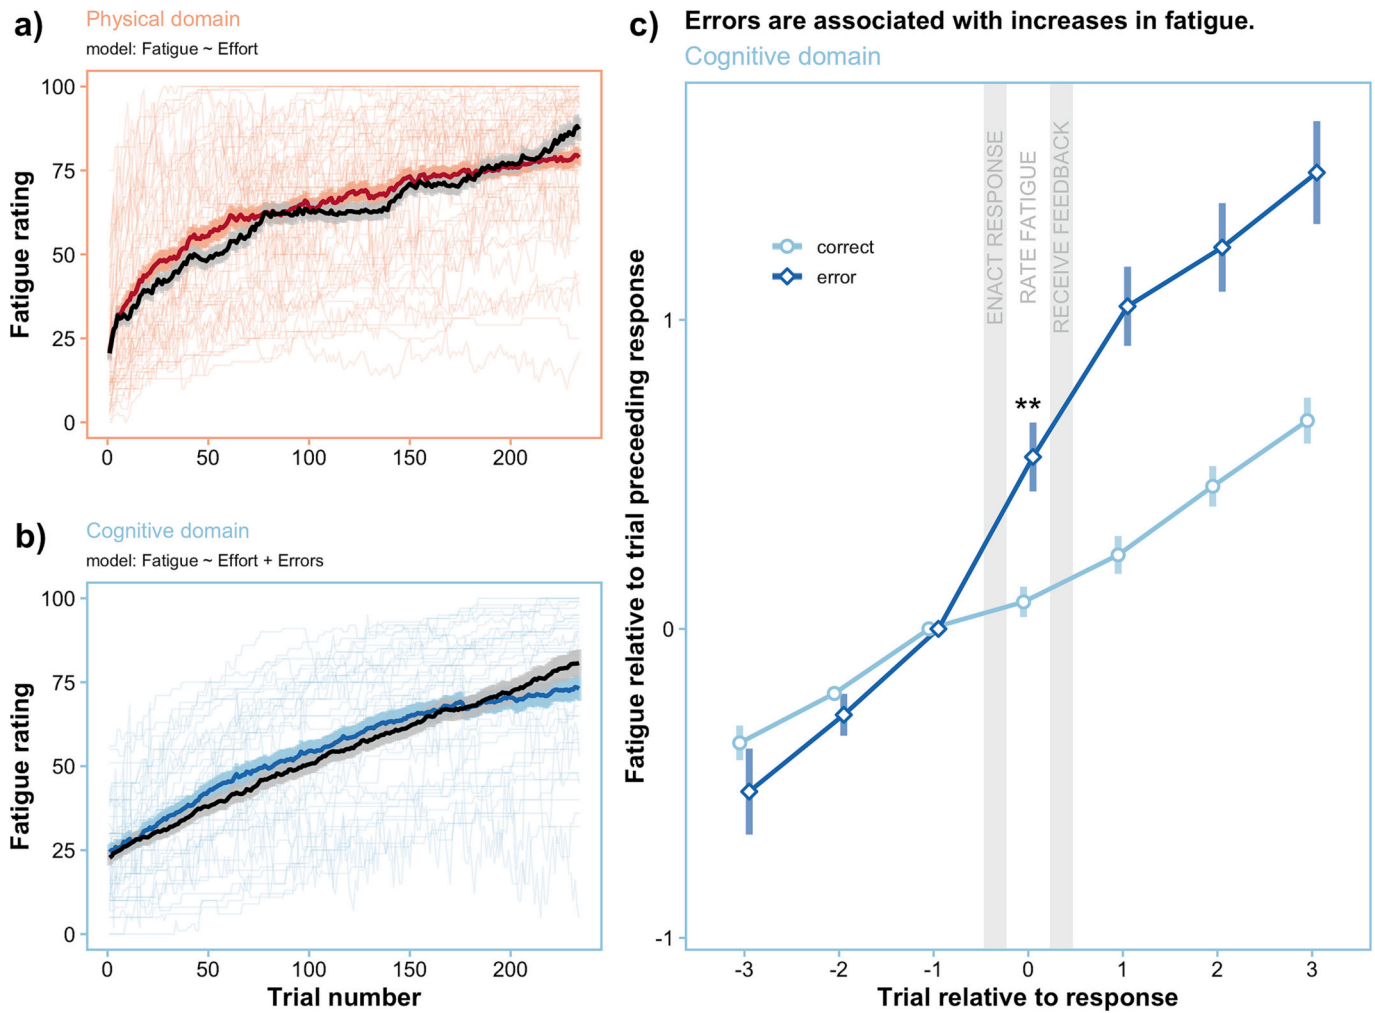 a)
Physical domain
model: Fatigue ~ Effort
Fatigue rating
100
75
50
25
0
0 50 100 150 200
b)
Cognitive domain
model: Fatigue ~ Effort + Errors
Fatigue rating
100
75
50
25
0
0 50 100 150 200
Trial number
c) Errors are associated with increases in fatigue.
Cognitive domain
Fatigue relative to trial preceeding response
1
0
-1
correct
error
ENACT RESPONSE
RATE FATIGUE
RECEIVE FEEDBACK
**
-3 -2 -1 0 1 2 3
Trial relative to response